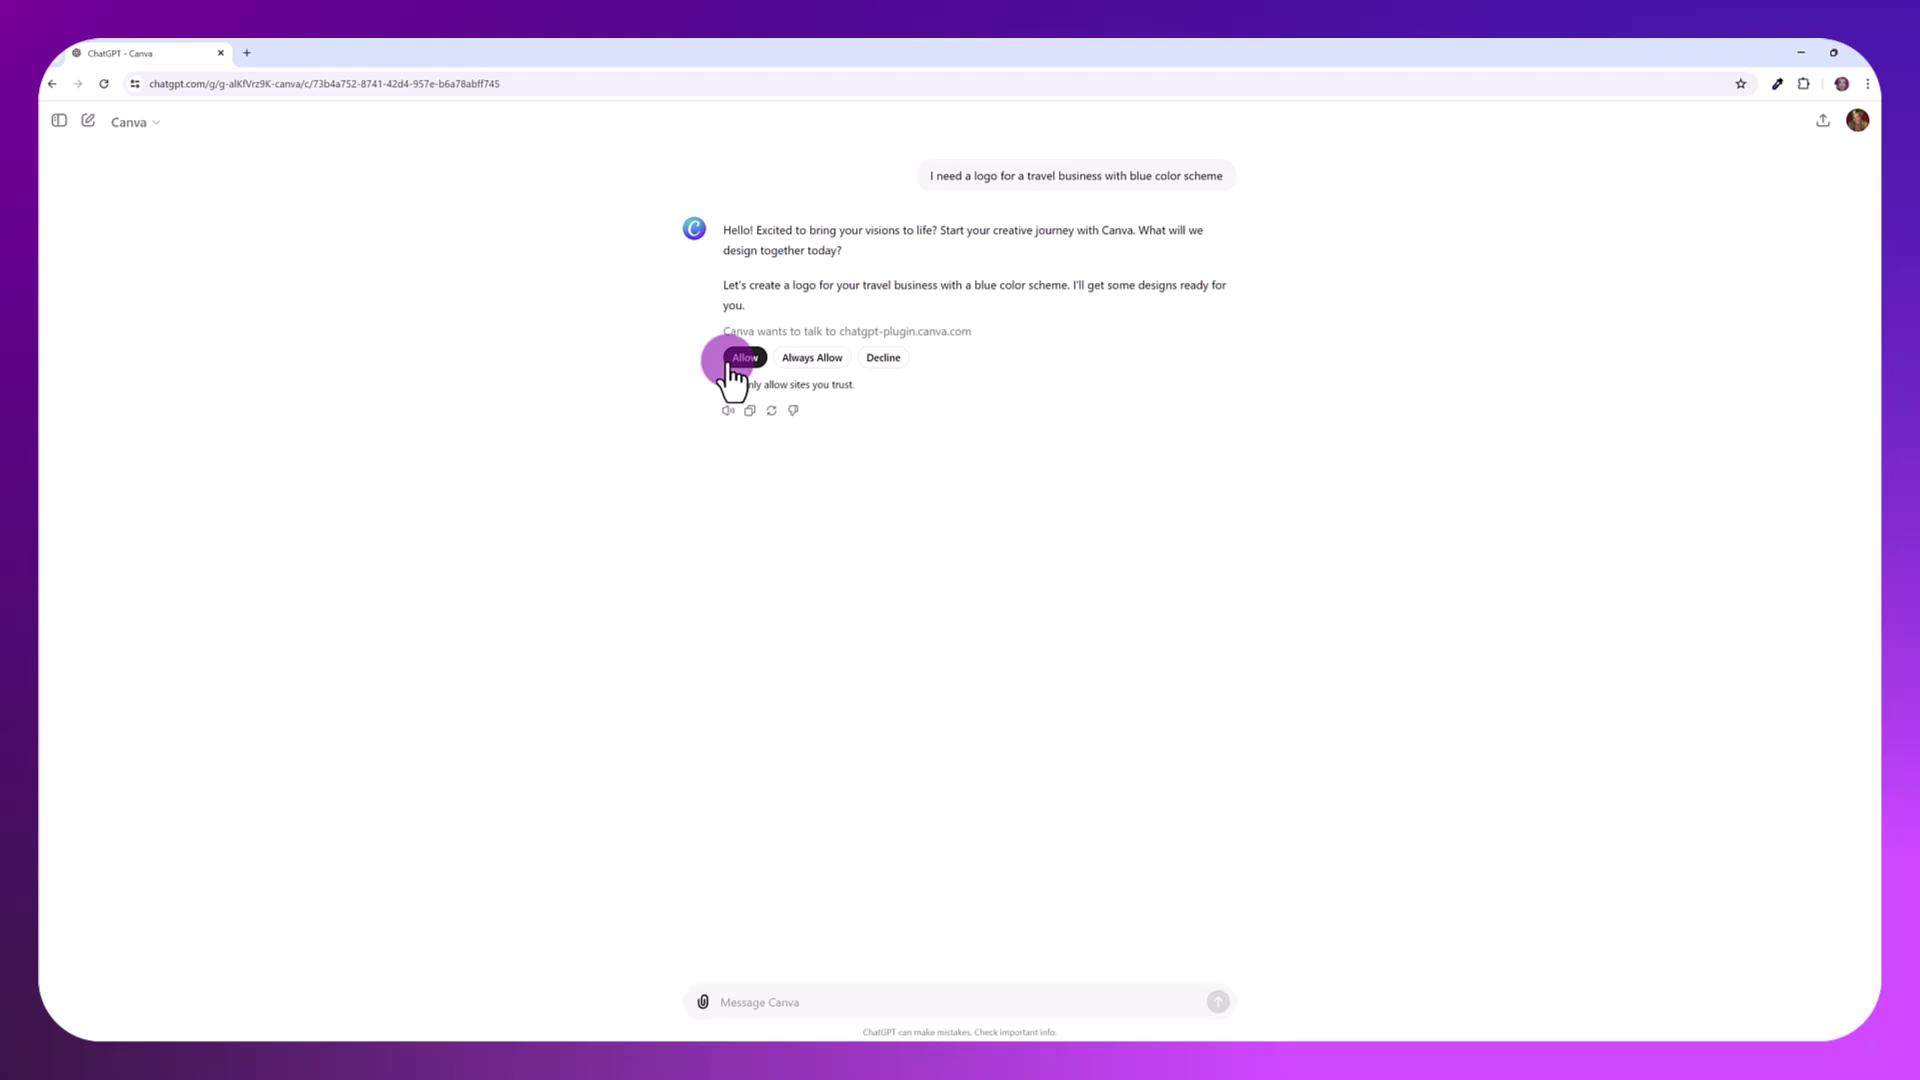 ChatGPT - Canva
chatgpt.com/g/g-alKfVrz9K-canva/c/73b4a752-8741-42d4-957e-b6a78abff745
Canva
I need a logo for a travel business with blue color scheme
Hello! Excited to bring your visions to life? Start your creative journey with Canva. What will we
design together today?
Let's create a logo for your travel business with a blue color scheme. I'll get some designs ready for
you.
Canva wants to talk to chatgpt-plugin.canva.com
Allow Always Allow Decline
allow sites you trust.
Message Canva
ChatGPT can make mistakes. Check important info.